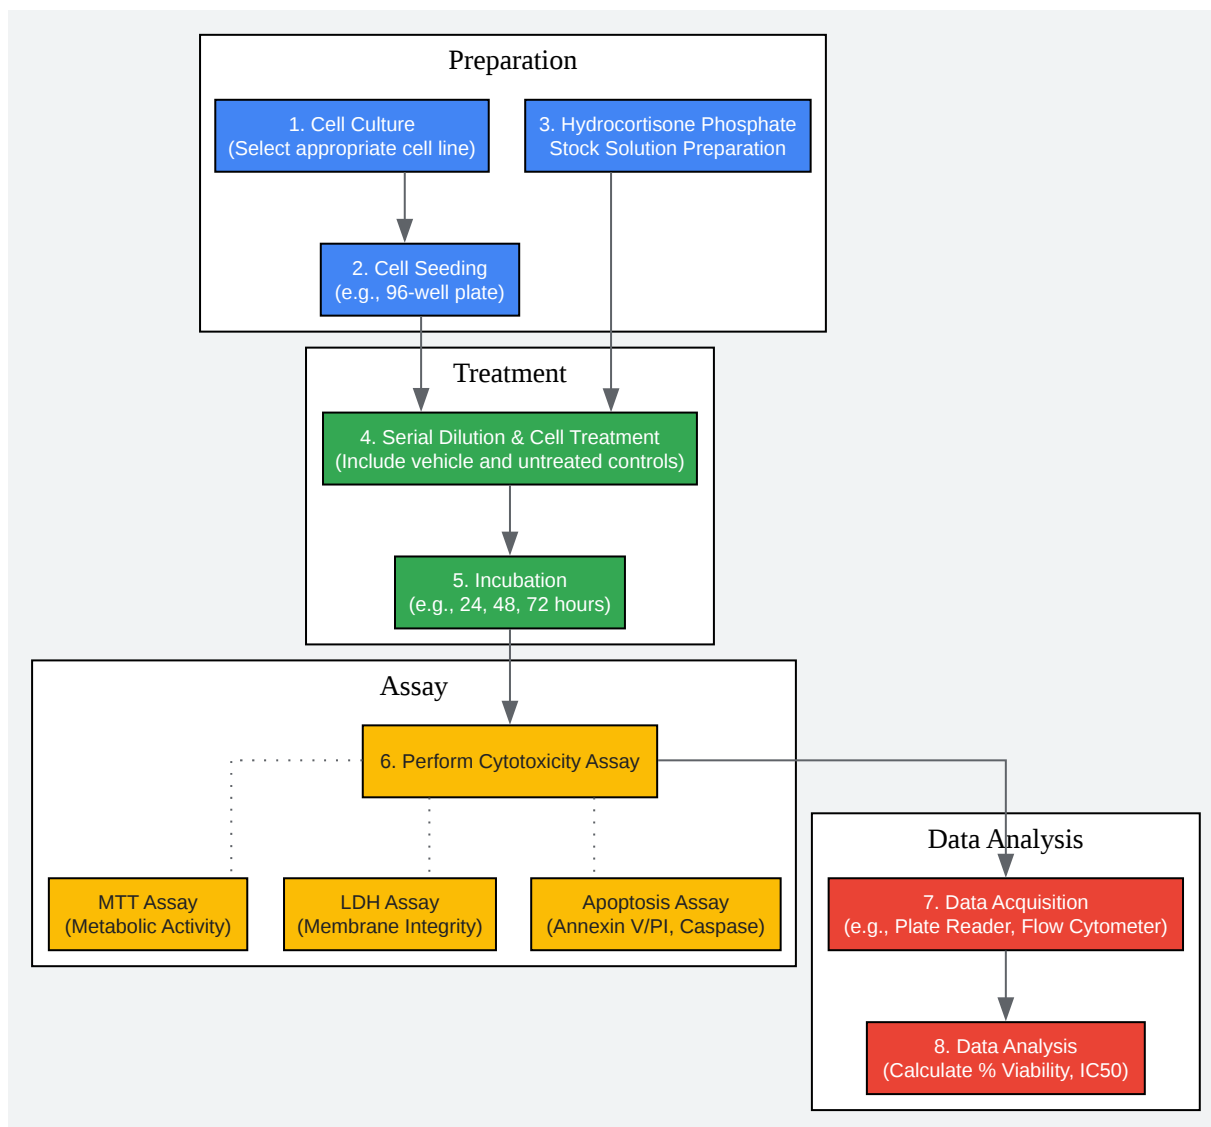 Preparation
1. Cell Culture
(Select appropriate cell line)
3. Hydrocortisone Phosphate
Stock Solution Preparation
2. Cell Seeding
(e.g., 96-well plate)
Treatment
4. Serial Dilution & Cell Treatment
(Include vehicle and untreated controls)
5. Incubation
(e.g., 24, 48, 72 hours)
Assay
6. Perform Cytotoxicity Assay
MTT Assay
(Metabolic Activity)
LDH Assay
(Membrane Integrity)
Apoptosis Assay
(Annexin V/PI, Caspase)
Data Analysis
7. Data Acquisition
(e.g., Plate Reader, Flow Cytometer)
8. Data Analysis
(Calculate % Viability, IC50)